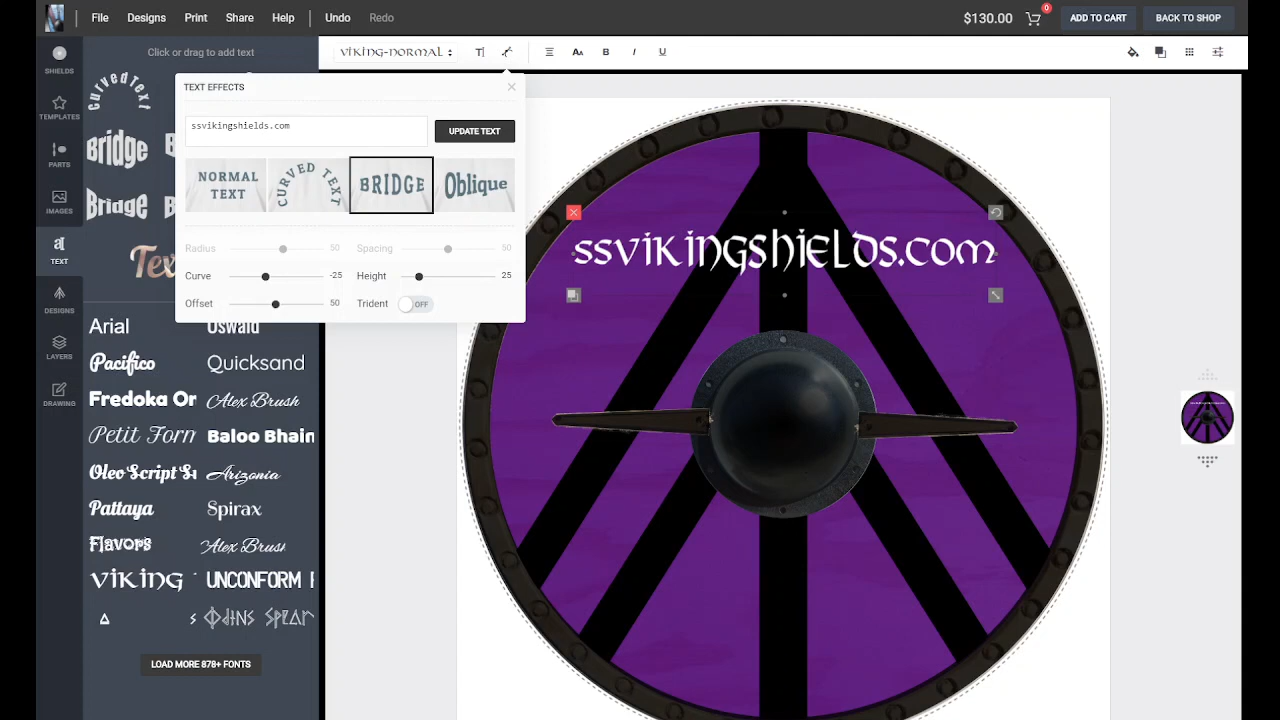 File Designs Print Share Help Undo Redo $130.00 0 ADD TO CART BACK TO SHOP
SHIELDS
TEMPLATES
PARTS
IMAGES
TEXT
DESIGNS
LAYERS
DRAWING
Click or drag to add text
Curved Text
Bridge
Bridge
Arial Oswald
Pacifico Quicksand
Fredoka Or Alex Brush
Petit Form Baloo Bhain
Oleo Script Arizonia
Pattaya Spirax
Flavors Alex Brush
viking UNCONFORM
Odins Spear
LOAD MORE 878+ FONTS
viking-normal
B I U
TEXT EFFECTS
ssvikingshields.com UPDATE TEXT
NORMAL TEXT CURVED TEXT BRIDGE Oblique
Radius 50 Spacing 50
Curve -25 Height 25
Offset 50 Trident OFF
ssvikingshields.com